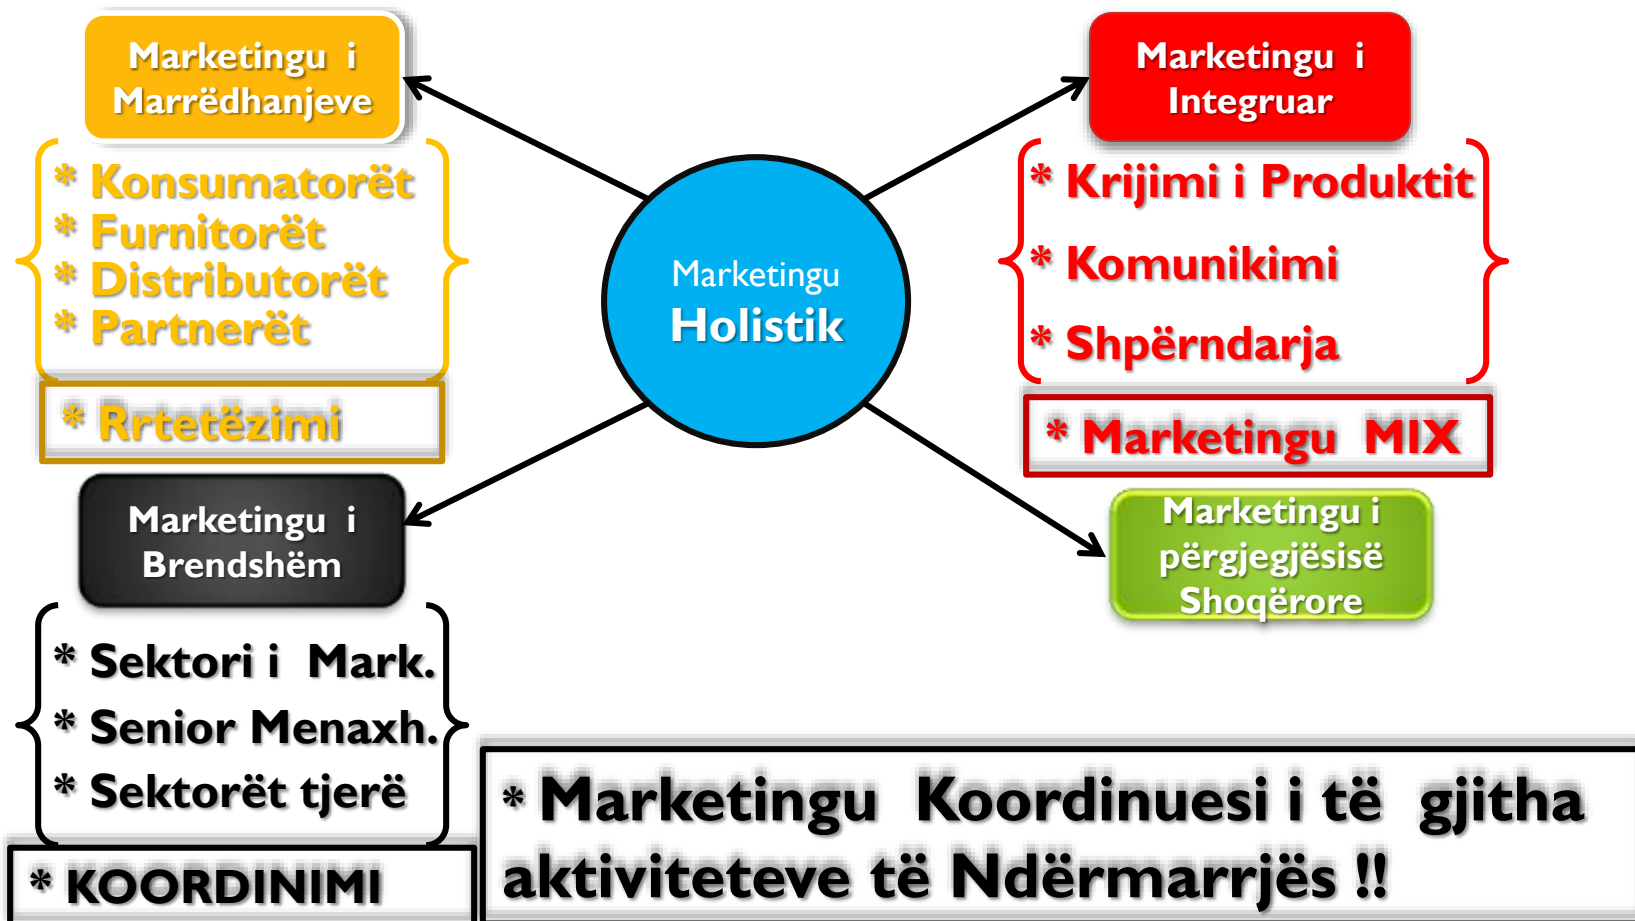 Marketingu i
Marrëdhanjeve
* Konsumatorët
* Furnitorët
* Distributorët
* Partnerët
* Rrtetëzimi
Marketingu i
Integruar
* Krijimi i Produktit
* Komunikimi
* Shpërndarja
* Marketingu MIX
Marketingu
Holistik
Marketingu i
Brendshëm
* Sektori i Mark.
* Senior Menaxh.
* Sektorët tjerë
* KOORDINIMI
Marketingu i
përgjegjësisë
Shoqërore
* Marketingu Koordinuesi i të gjitha
aktiviteteve të Ndërmarrjës !!